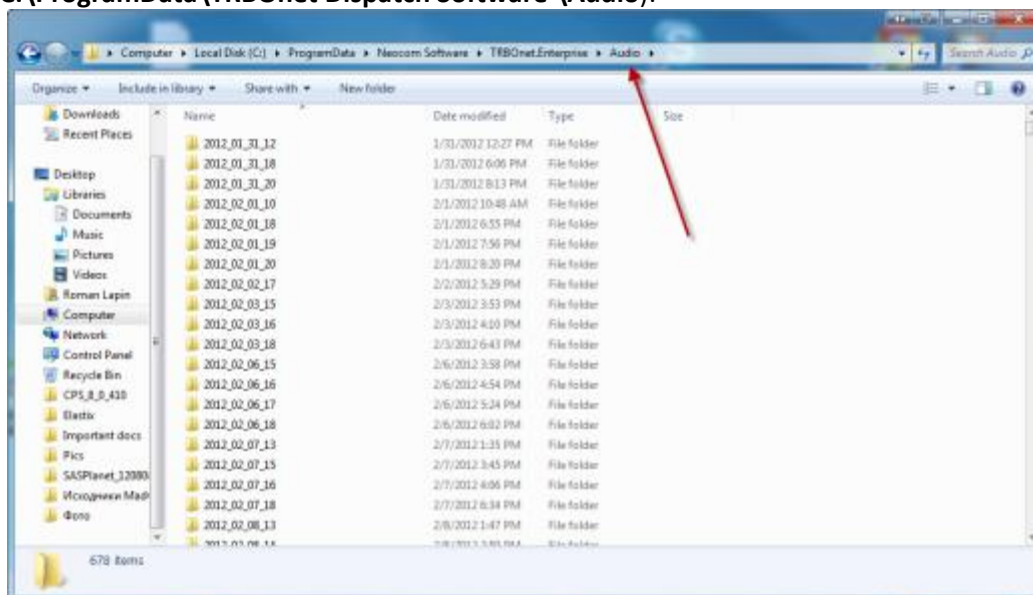 C:\ProgramData\TRBOnet Dispatch Software \Audio).
Computer Local Disk (C:) ProgramData Neocom Software TRBOnet.Enterprise Audio Search Audio
Organize Include in library Share with New folder
Downloads
Recent Places
Desktop
Libraries
Documents
Music
Pictures
Videos
Roman Lapin
Computer
Network
Control Panel
Recycle Bin
CPS_8_0_410
Elastix
Important docs
Pics
SASPlanet_12080
Исходники Мар
Фото
Name Date modified Type Size
2012_01_31_12 1/31/2012 12:27 PM File folder
2012_01_31_18 1/31/2012 6:06 PM File folder
2012_01_31_20 1/31/2012 8:13 PM File folder
2012_02_01_10 2/1/2012 10:48 AM File folder
2012_02_01_18 2/1/2012 6:55 PM File folder
2012_02_01_19 2/1/2012 7:56 PM File folder
2012_02_01_20 2/1/2012 8:20 PM File folder
2012_02_02_17 2/2/2012 5:29 PM File folder
2012_02_03_15 2/3/2012 3:53 PM File folder
2012_02_03_16 2/3/2012 4:10 PM File folder
2012_02_03_18 2/3/2012 6:43 PM File folder
2012_02_06_15 2/6/2012 3:58 PM File folder
2012_02_06_16 2/6/2012 4:54 PM File folder
2012_02_06_17 2/6/2012 5:24 PM File folder
2012_02_06_18 2/6/2012 6:02 PM File folder
2012_02_07_13 2/7/2012 1:35 PM File folder
2012_02_07_15 2/7/2012 3:45 PM File folder
2012_02_07_16 2/7/2012 4:06 PM File folder
2012_02_07_18 2/7/2012 6:34 PM File folder
2012_02_08_13 2/8/2012 1:47 PM File folder
678 items